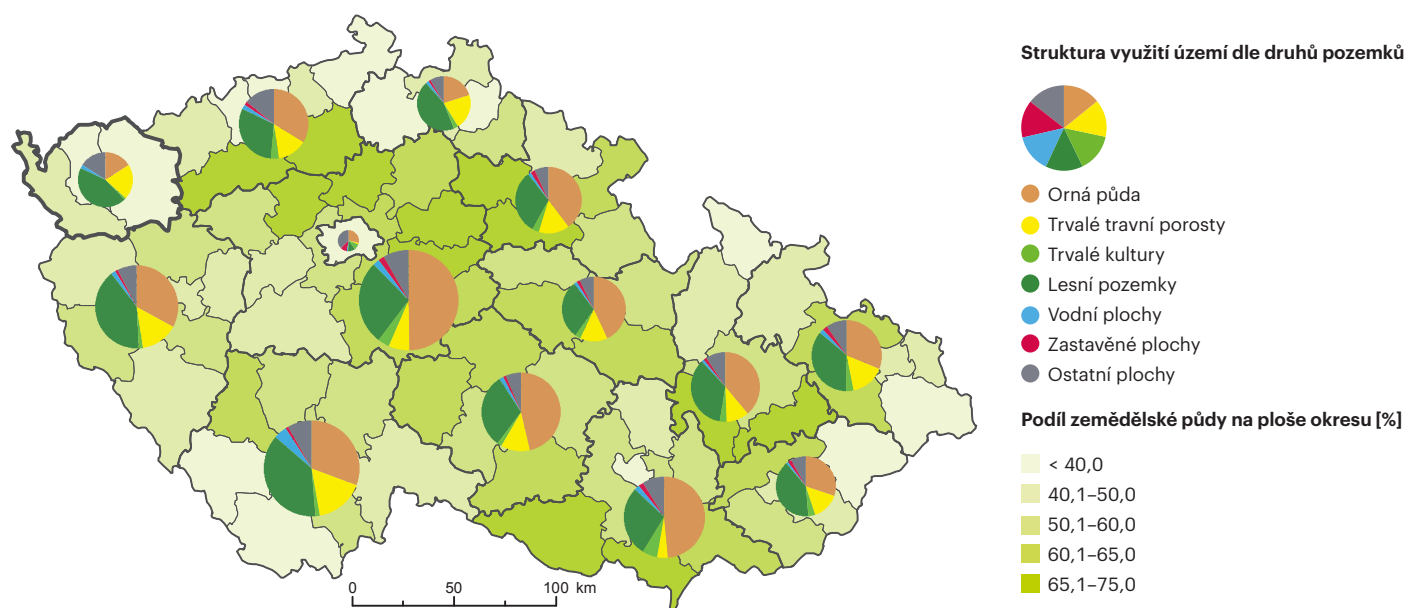 Struktura využití území dle druhů pozemků
Orná půda
Trvalé travní porosty
Trvalé kultury
Lesní pozemky
Vodní plochy
Zastavěné plochy
Ostatní plochy
Podíl zemědělské půdy na ploše okresu [%]
< 40,0
40,1–50,0
50,1–60,0
60,1–65,0
65,1–75,0
0 50 100 km